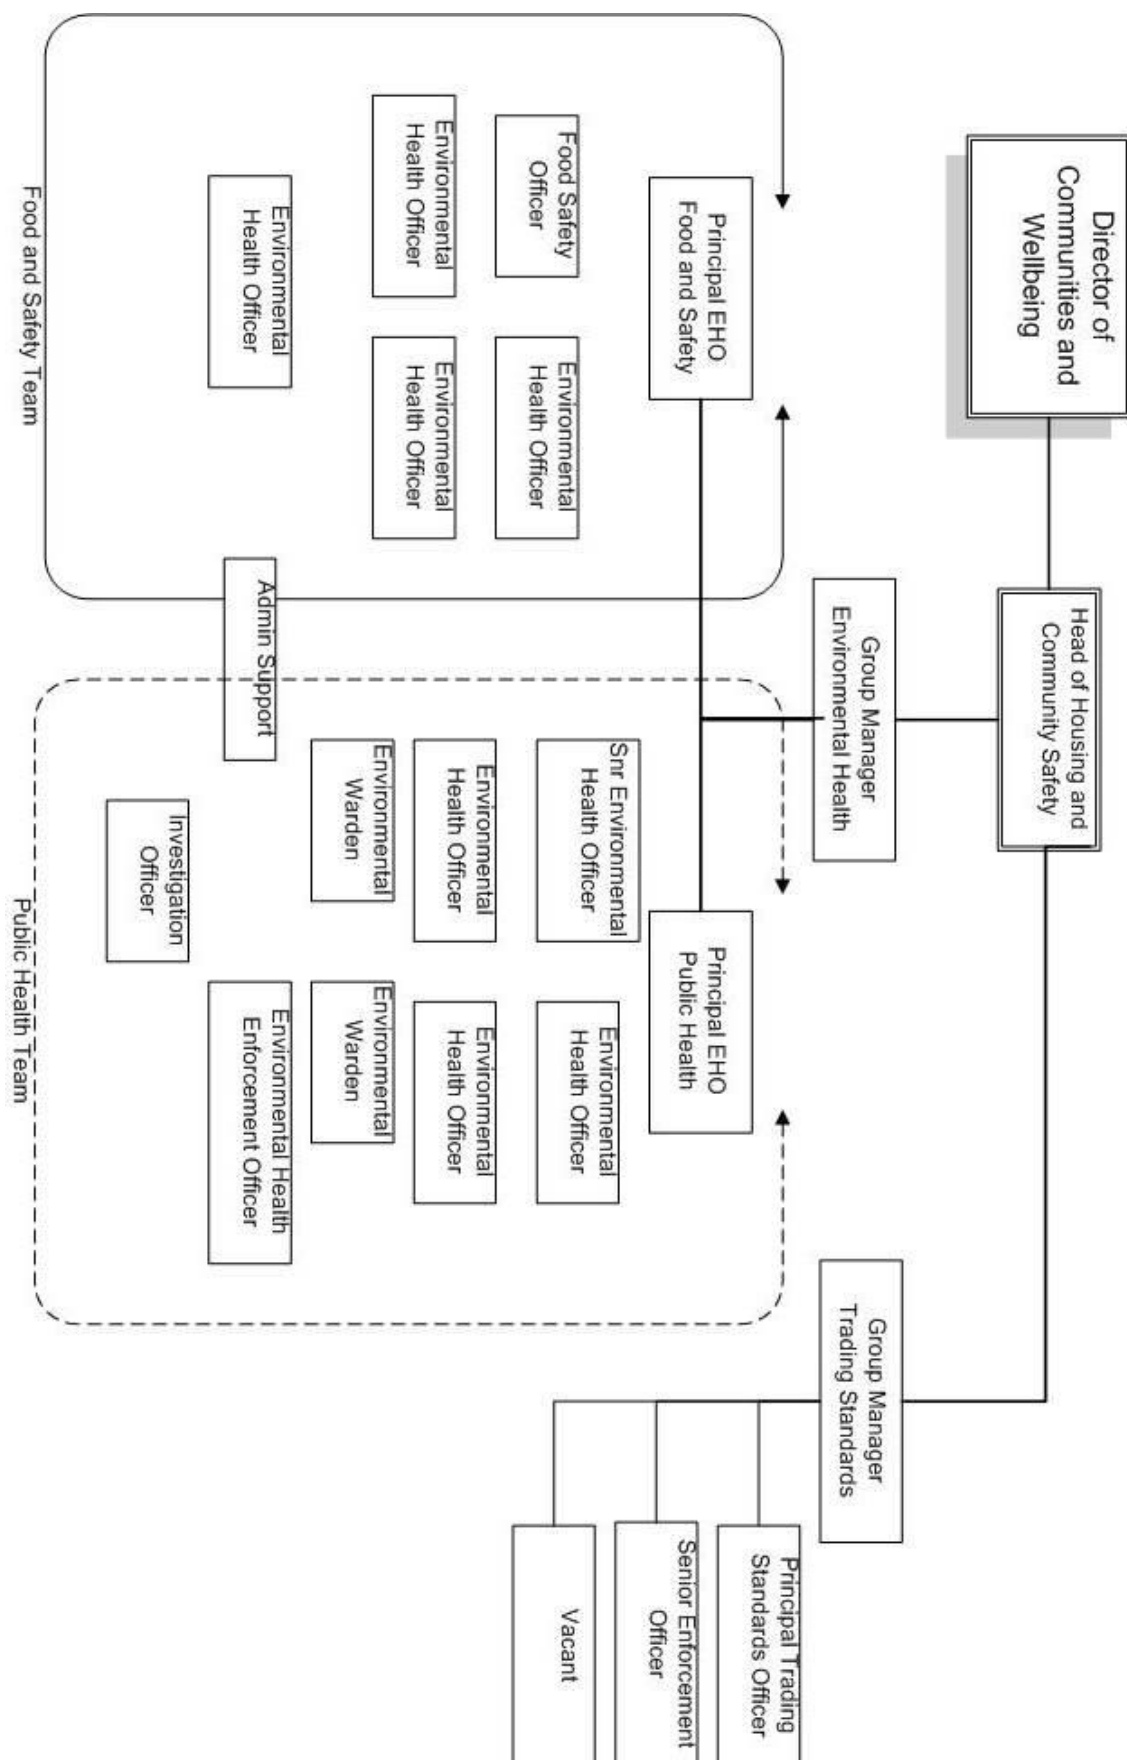 Director of
Communities and
Wellbeing
Head of Housing and
Community Safety
Group Manager
Environmental Health
Group Manager
Trading Standards
Principal EHO
Food and Safety
Principal EHO
Public Health
Principal Trading
Standards Officer
Senior Enforcement
Officer
Vacant
Food Safety
Officer
Environmental
Health Officer
Environmental
Health Officer
Environmental
Health Officer
Environmental
Health Officer
Admin Support
Snr Environmental
Health Officer
Environmental
Health Officer
Environmental
Health Officer
Environmental
Health Officer
Environmental
Warden
Environmental
Warden
Environmental Health
Enforcement Officer
Investigation
Officer
Food and Safety Team
Public Health Team